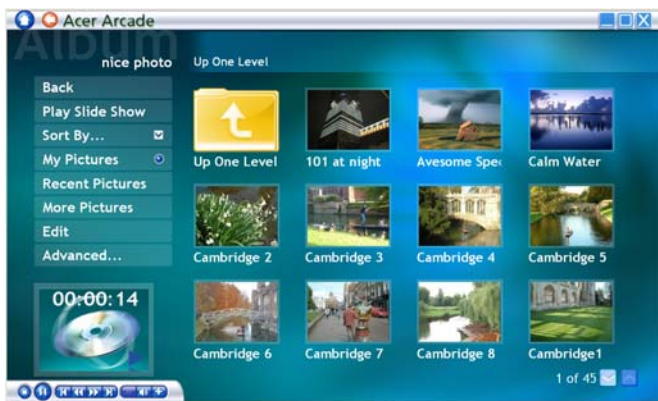 Acer Arcade
Album
nice photo
Up One Level
Back
Play Slide Show
Sort By...
My Pictures
Recent Pictures
More Pictures
Edit
Advanced...
00:00:14
Up One Level
101 at night
Avesome Spec
Calm Water
Cambridge 2
Cambridge 3
Cambridge 4
Cambridge 5
Cambridge 6
Cambridge 7
Cambridge 8
Cambridge1
1 of 45